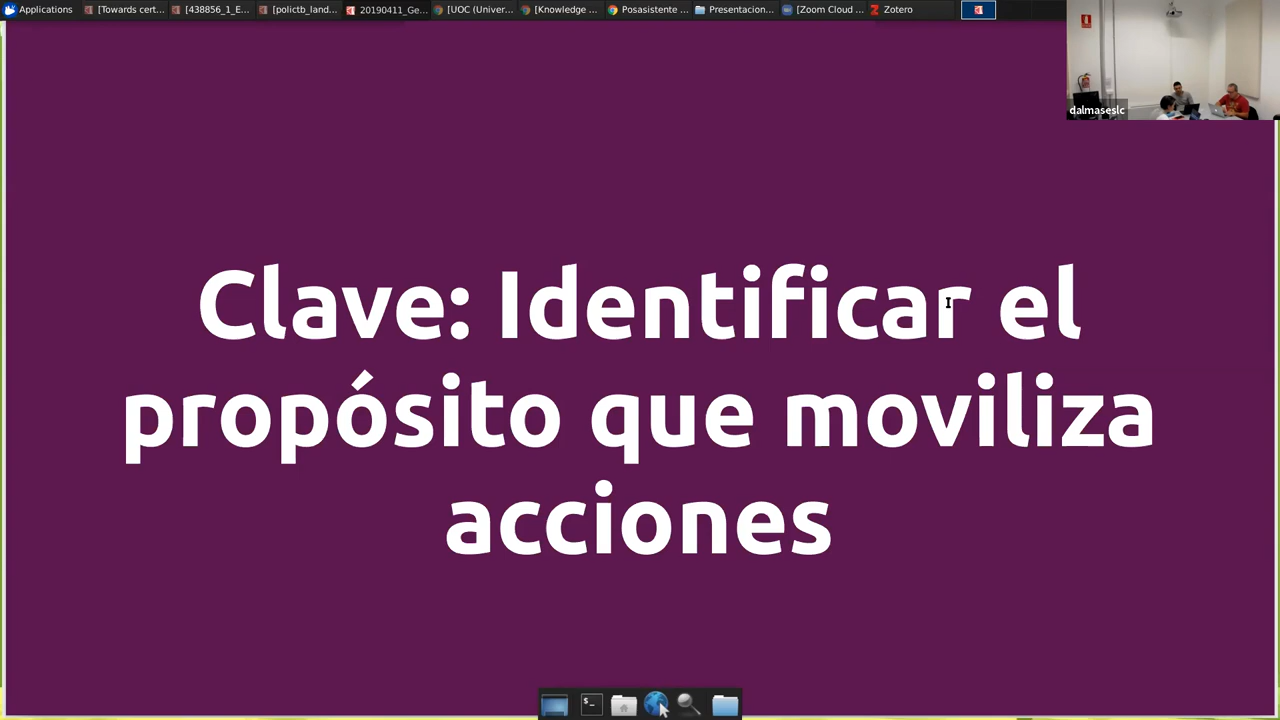 Applications
[Towards cert...
[438856_1_E...
[polictb_land...
20190411_Ge...
[UOC (Univer...
[Knowledge ...
Posasistente ...
Presentacion...
[Zoom Cloud ...
Zotero
dalmaseslc
Clave: Identificar el
propósito que moviliza
acciones
$_